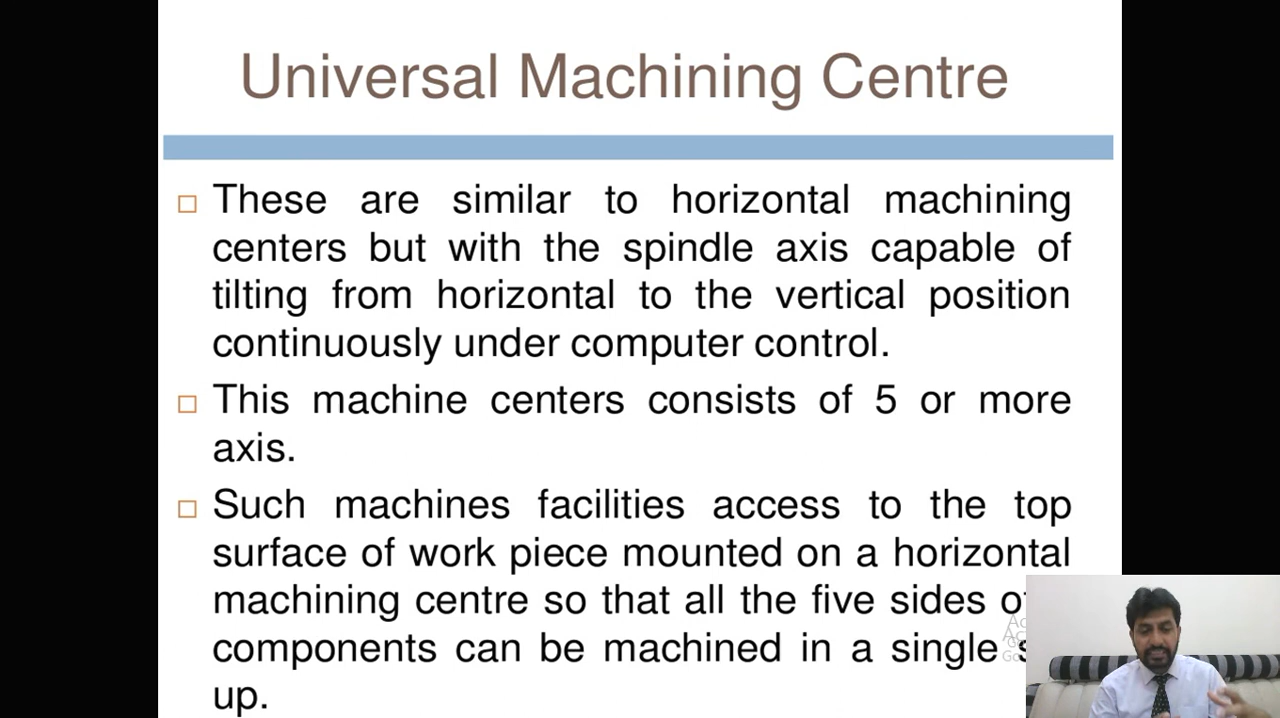 Universal Machining Centre
These are similar to horizontal machining
centers but with the spindle axis capable of
tilting from horizontal to the vertical position
continuously under computer control.
This machine centers consists of 5 or more
axis.
Such machines facilities access to the top
surface of work piece mounted on a horizontal
machining centre so that all the five sides
components can be machined in a single
up.